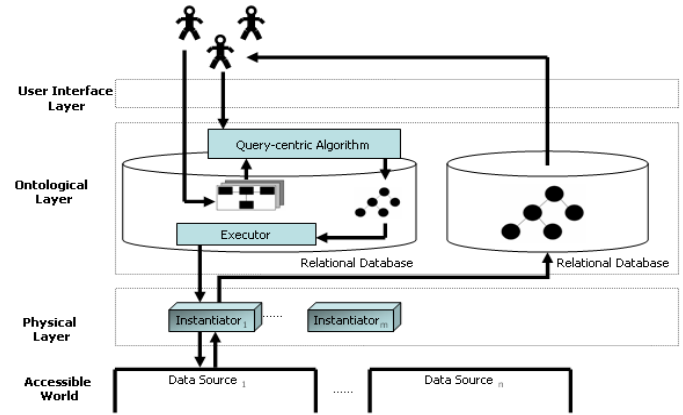 User Interface
Layer
Query-centric Algorithm
Ontological
Layer
Executor
Relational Database
Relational Database
Physical
Layer
Instantiator1
......
Instantiatorm
Accessible
World
Data Source 1
......
Data Source n